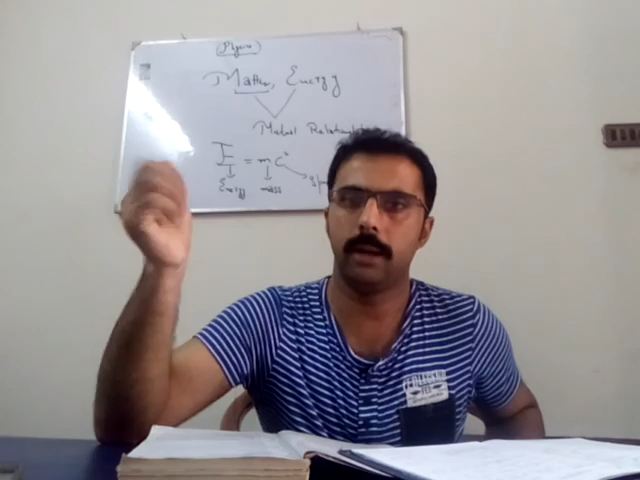 Physics
Matter, Energy
Mutual Relationship
E = mc²
Energy mass